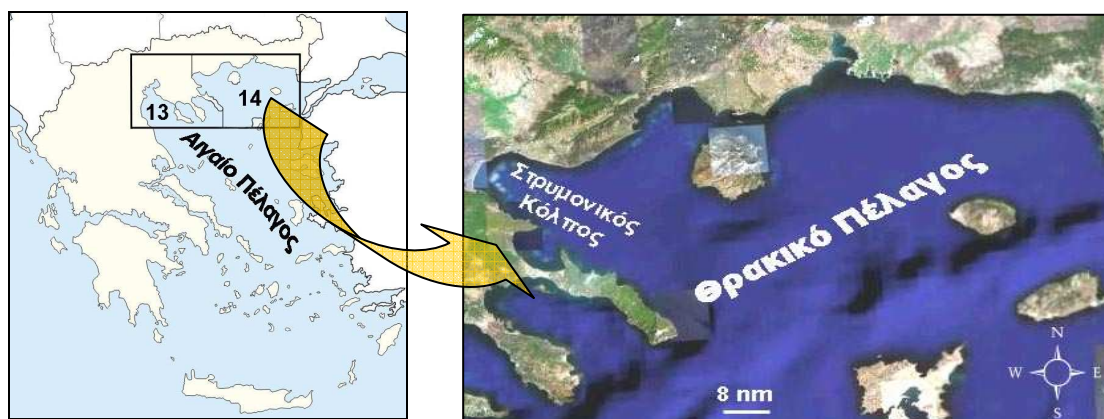 13
14
Αιγαίο Πέλαγος
Στρυμονικός
Κόλπος
Θρακικό Πέλαγος
8 nm
N
W
E
S